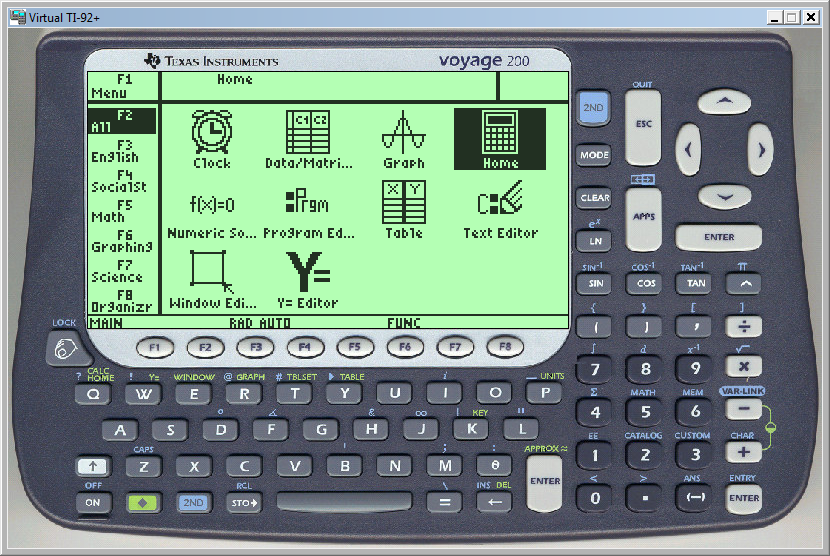 Virtual TI-92+
TEXAS INSTRUMENTS
voyage 200
F1
Menu
Home
F2
All
F3
English
F4
SocialSt
F5
Math
F6
Graphing
F7
Science
F8
Organizr
C1 C2
Clock
Data/Matri...
Graph
Home
f(x)=0
Prgm
X Y
Numeric So...
Program Ed...
Table
Text Editor
Y=
Window Edi...
Y= Editor
MAIN RAD AUTO FUNC
F1 F2 F3 F4 F5 F6 F7 F8
LOCK
QUIT
2ND
ESC
MODE
CLEAR
APPS
eˣ
LN
ENTER
SIN⁻¹ COS⁻¹ TAN⁻¹ π
SIN COS TAN ^
{ } [ ]
( ) , ÷
∫ d x⁻¹ √
7 8 9 ×
Σ MATH MEM VAR-LINK
4 5 6 −
EE CATALOG CUSTOM CHAR
1 2 3 +
< > ANS ENTRY
0 . (−) ENTER
? CALC HOME ! Y= WINDOW @ GRAPH # TBLSET ▶ TABLE i _ UNITS
Q W E R T Y U I O P
° ∠ & ∞ | KEY "
A S D F G H J K L
CAPS ' ; : APPROX ≈
↑ Z X C V B N M θ ENTER
OFF RCL \ INS DEL
ON ◆ 2ND STO▶ = ←